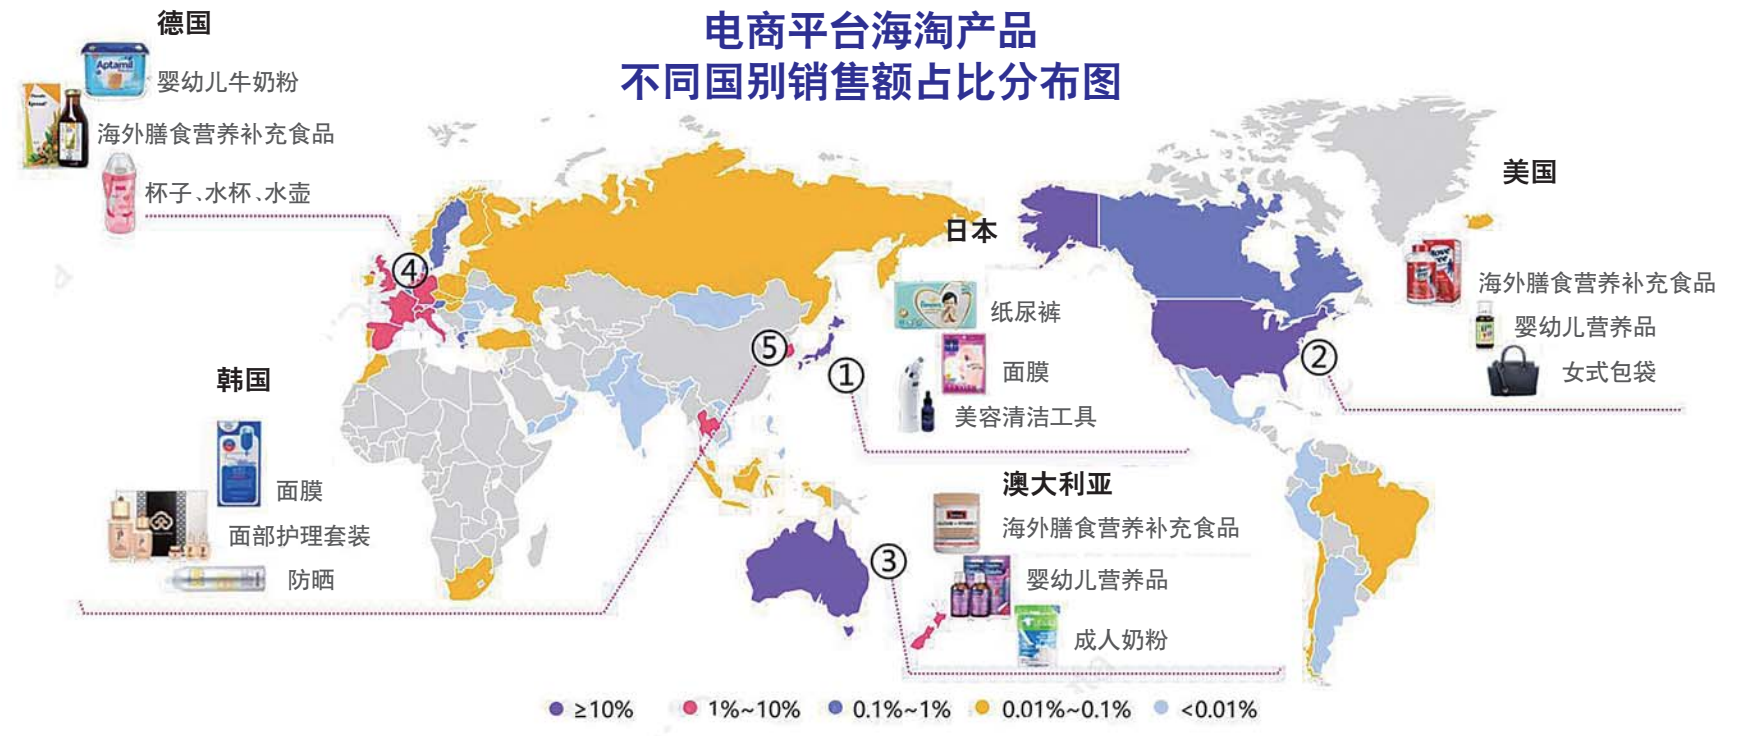 电商平台海淘产品
不同国别销售额占比分布图
德国
Aptamil
婴幼儿牛奶粉
海外膳食营养补充食品
杯子、水杯、水壶
④
韩国
面膜
面部护理套装
防晒
⑤
日本
纸尿裤
面膜
美容清洁工具
①
美国
海外膳食营养补充食品
婴幼儿营养品
女式包袋
②
澳大利亚
海外膳食营养补充食品
婴幼儿营养品
成人奶粉
③
≥10% 1%~10% 0.1%~1% 0.01%~0.1% <0.01%